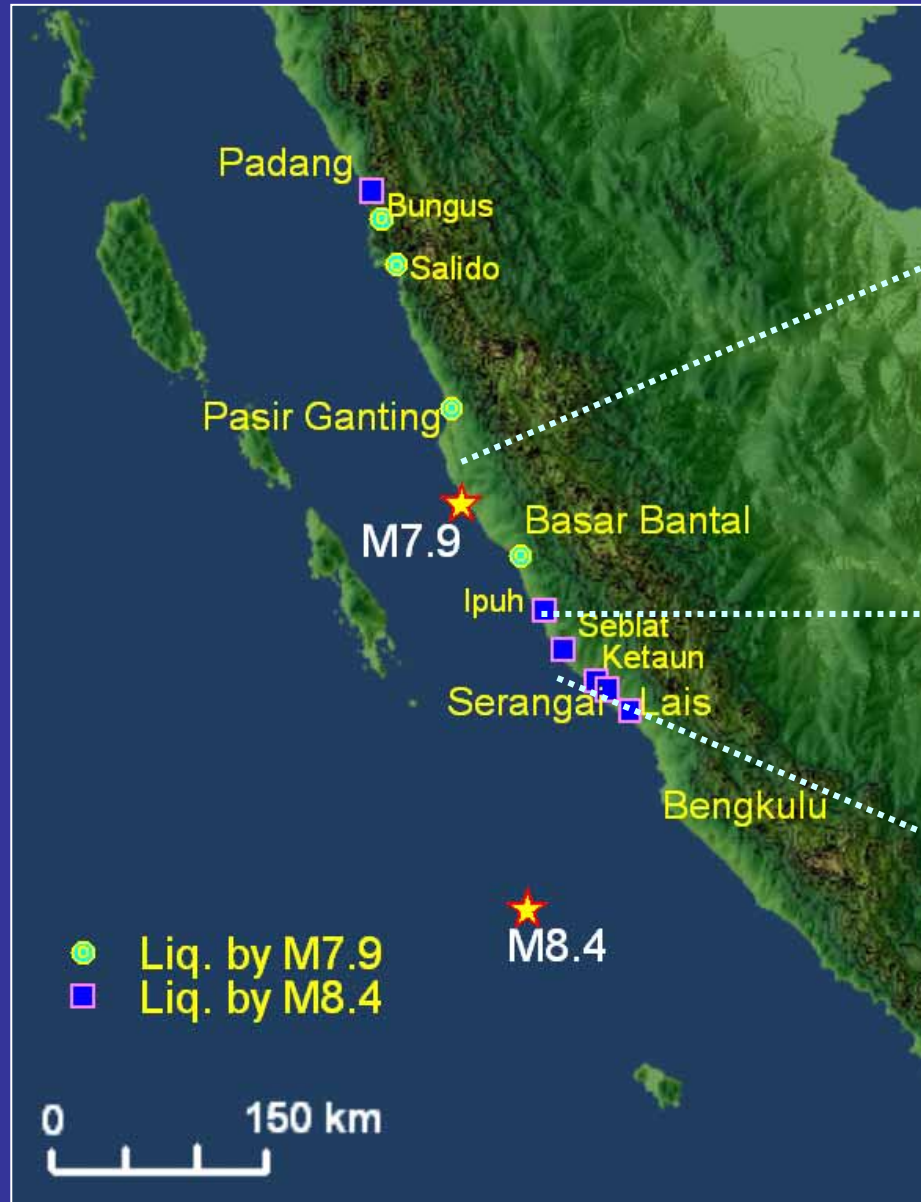 Padang
Bungus
Salido
Pasir Ganting
Basar Bantal
M7.9
Ipuh
Seblat
Ketaun
Serangai Lais
Bengkulu
M8.4
Liq. by M7.9
Liq. by M8.4
0 150 km